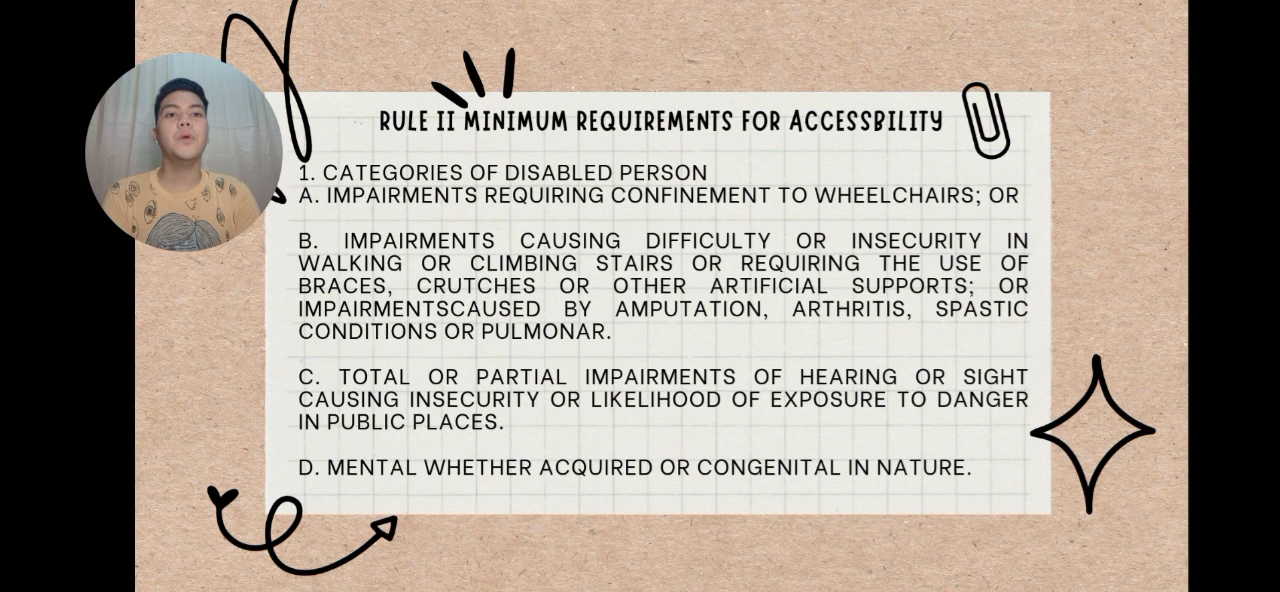 RULE II MINIMUM REQUIREMENTS FOR ACCESSBILITY
1. CATEGORIES OF DISABLED PERSON
A. IMPAIRMENTS REQUIRING CONFINEMENT TO WHEELCHAIRS; OR
B. IMPAIRMENTS CAUSING DIFFICULTY OR INSECURITY IN
WALKING OR CLIMBING STAIRS OR REQUIRING THE USE OF
BRACES, CRUTCHES OR OTHER ARTIFICIAL SUPPORTS; OR
IMPAIRMENTSCAUSED BY AMPUTATION, ARTHRITIS, SPASTIC
CONDITIONS OR PULMONAR.
C. TOTAL OR PARTIAL IMPAIRMENTS OF HEARING OR SIGHT
CAUSING INSECURITY OR LIKELIHOOD OF EXPOSURE TO DANGER
IN PUBLIC PLACES.
D. MENTAL WHETHER ACQUIRED OR CONGENITAL IN NATURE.